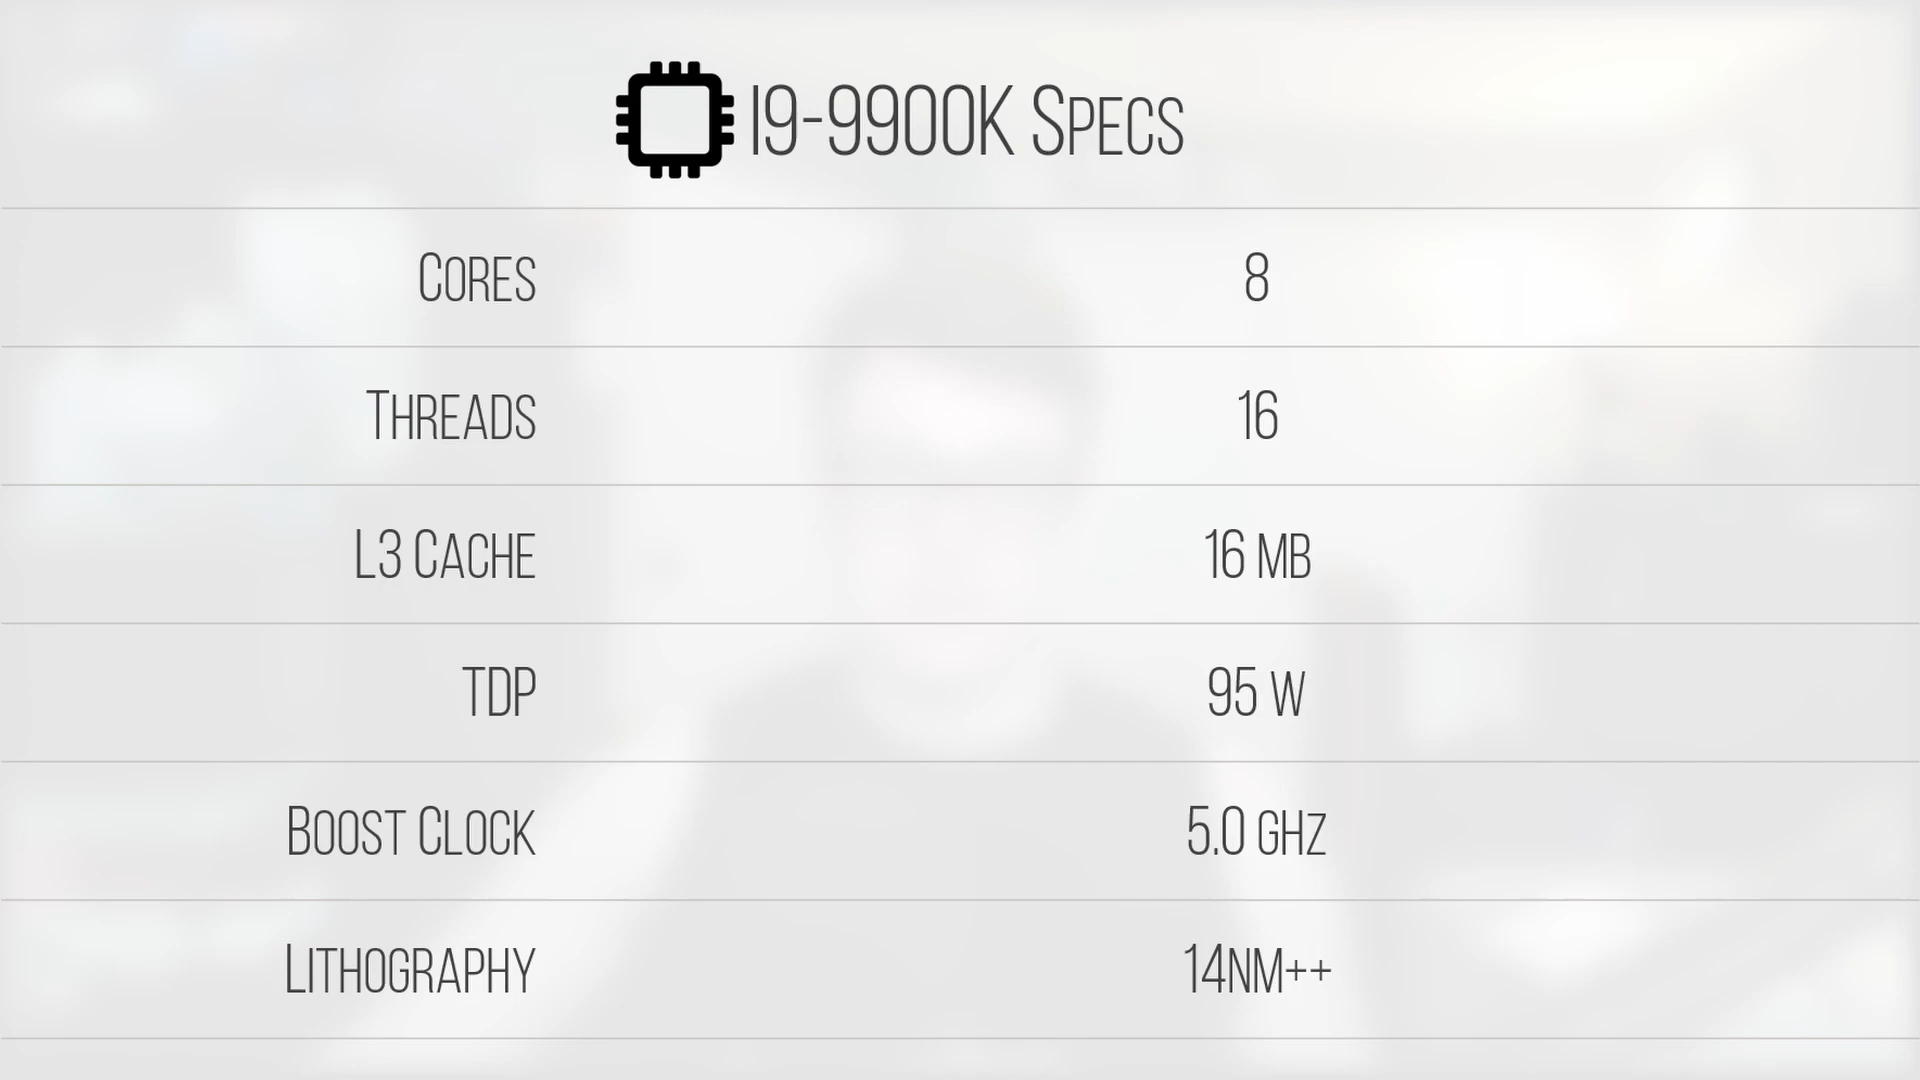 I9-9900K Specs
Cores 8
Threads 16
L3 Cache 16 MB
TDP 95 W
Boost Clock 5.0 GHz
Lithography 14nm++